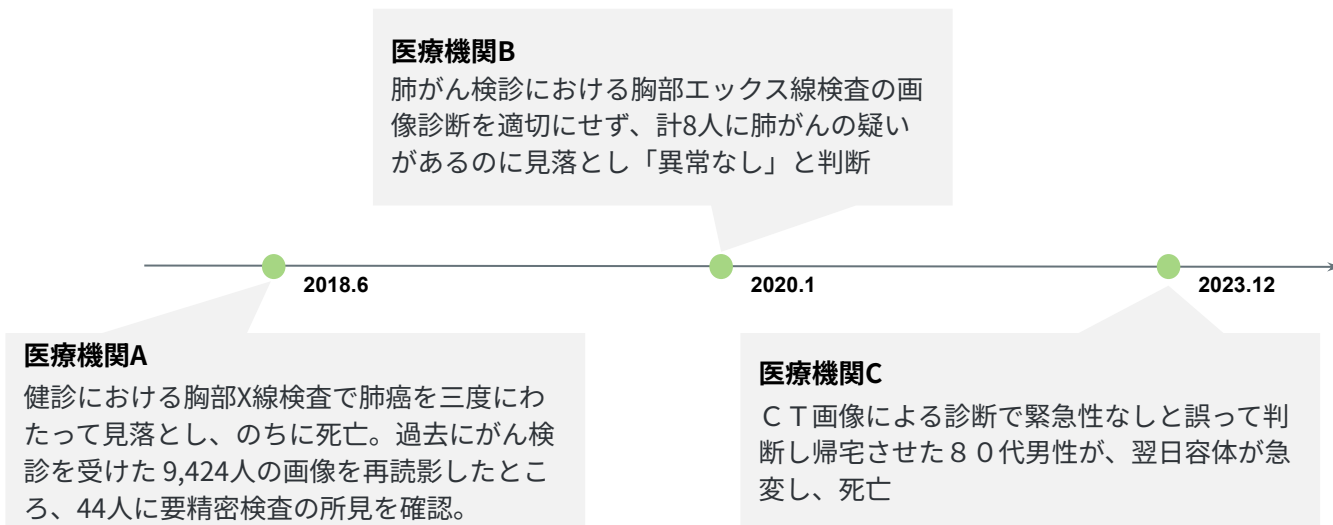 医療機関B
肺がん検診における胸部エックス線検査の画
像診断を適切にせず、計8人に肺がんの疑い
があるのに見落とし「異常なし」と判断
2018.6
2020.1
2023.12
医療機関A
健診における胸部X線検査で肺癌を三度にわ
たって見落とし、のちに死亡。過去にがん検
診を受けた 9,424人の画像を再読影したとこ
ろ、44人に要精密検査の所見を確認。
医療機関C
ＣＴ画像による診断で緊急性なしと誤って判
断し帰宅させた８０代男性が、翌日容体が急
変し、死亡